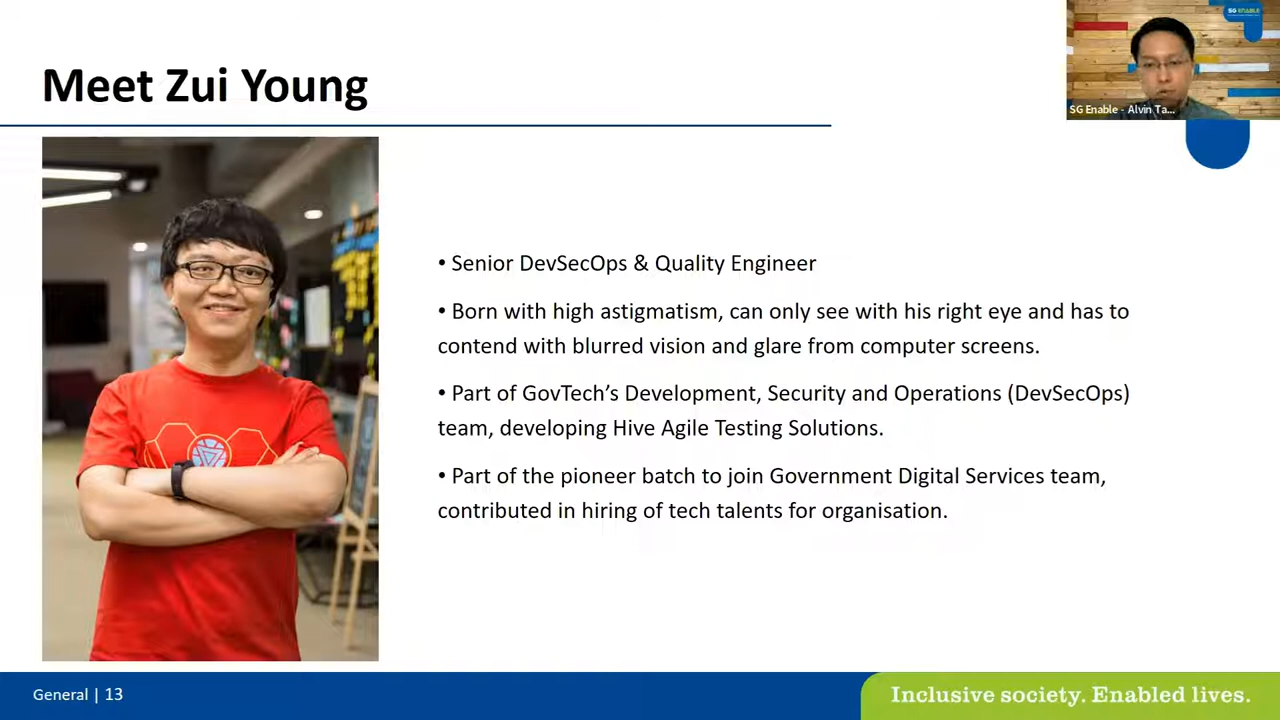 Meet Zui Young
SG ENABLE
SG Enable - Alvin Ta...
• Senior DevSecOps & Quality Engineer
• Born with high astigmatism, can only see with his right eye and has to
contend with blurred vision and glare from computer screens.
• Part of GovTech’s Development, Security and Operations (DevSecOps)
team, developing Hive Agile Testing Solutions.
• Part of the pioneer batch to join Government Digital Services team,
contributed in hiring of tech talents for organisation.
General | 13
Inclusive society. Enabled lives.